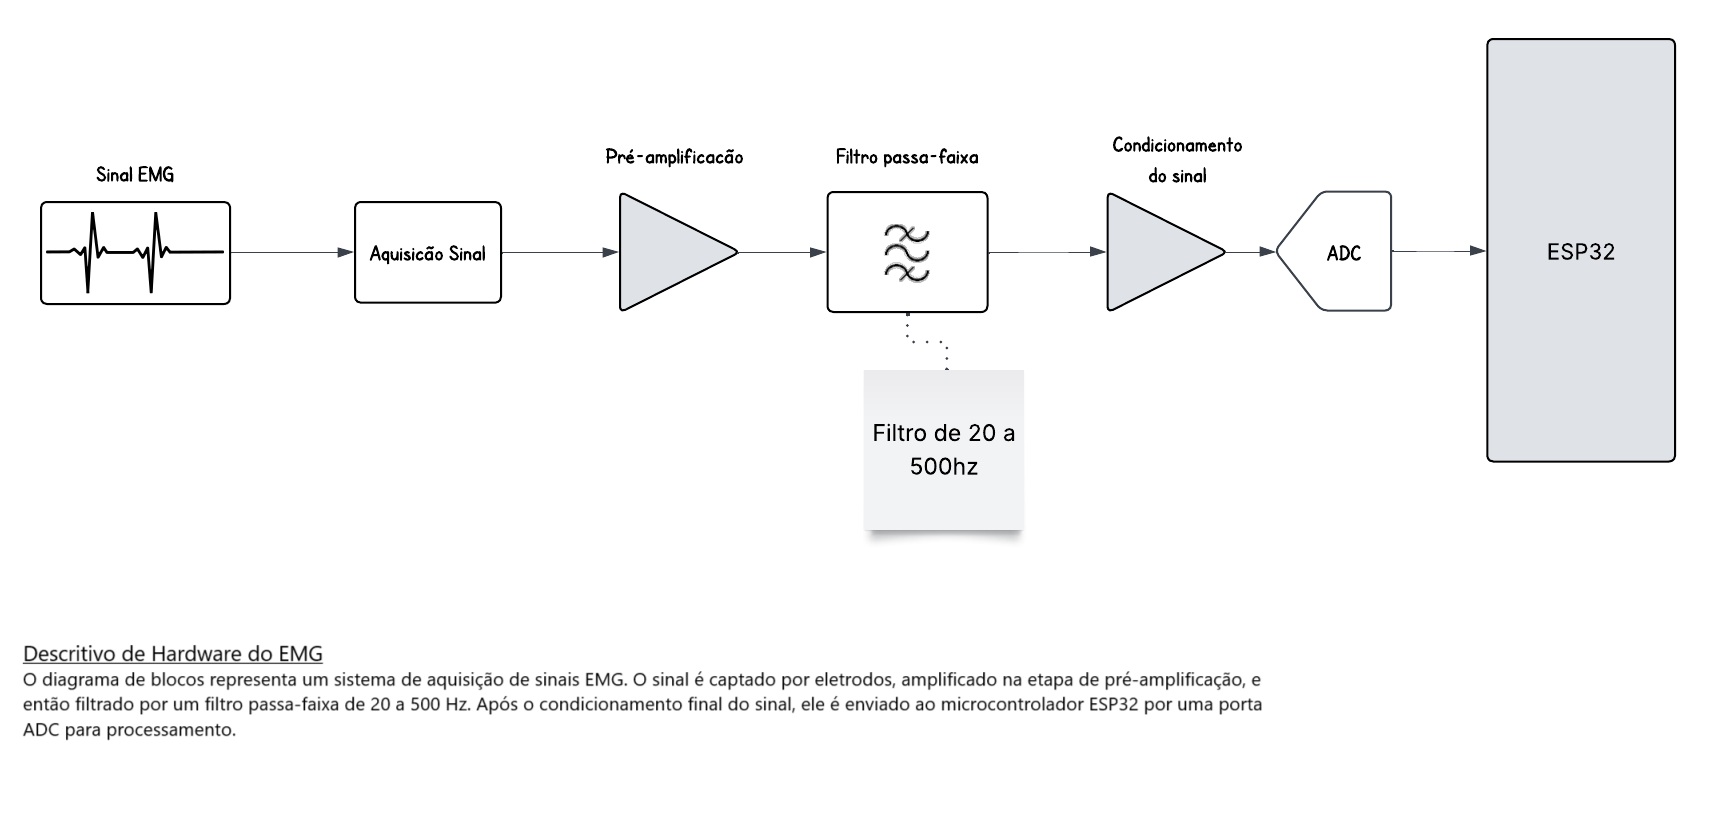 Sinal EMG
Aquisicão Sinal
Pré-amplificacão
Filtro passa-faixa
Filtro de 20 a
500hz
Condicionamento
do sinal
ADC
ESP32
Descritivo de Hardware do EMG
O diagrama de blocos representa um sistema de aquisição de sinais EMG. O sinal é captado por eletrodos, amplificado na etapa de pré-amplificação, e
então filtrado por um filtro passa-faixa de 20 a 500 Hz. Após o condicionamento final do sinal, ele é enviado ao microcontrolador ESP32 por uma porta
ADC para processamento.